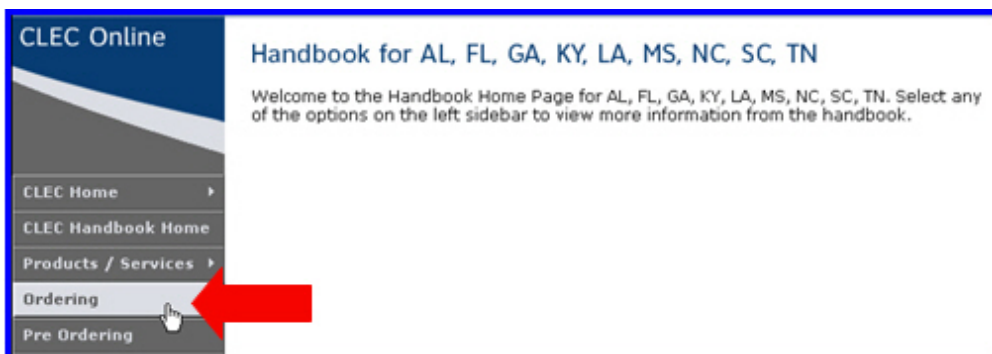 CLEC Online
Handbook for AL, FL, GA, KY, LA, MS, NC, SC, TN
Welcome to the Handbook Home Page for AL, FL, GA, KY, LA, MS, NC, SC, TN. Select any
of the options on the left sidebar to view more information from the handbook.
CLEC Home
CLEC Handbook Home
Products / Services
Ordering
Pre Ordering